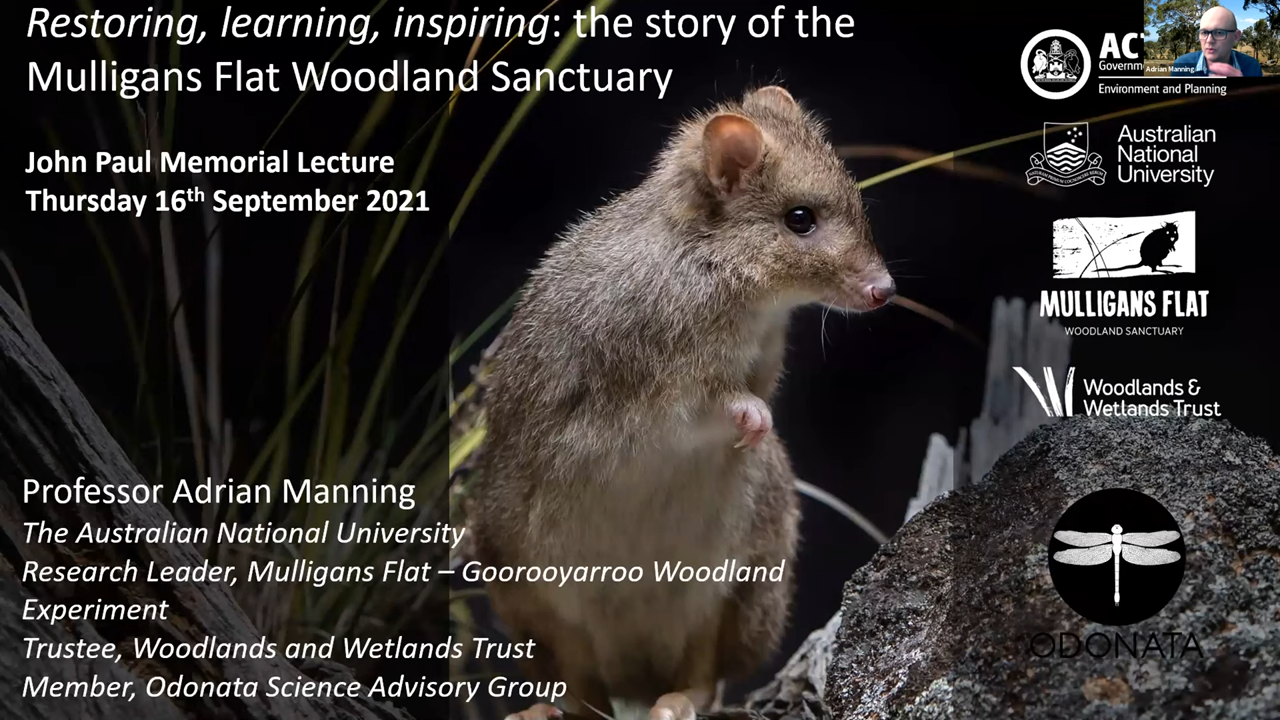 Restoring, learning, inspiring: the story of the
Mulligans Flat Woodland Sanctuary
John Paul Memorial Lecture
Thursday 16th September 2021
Professor Adrian Manning
The Australian National University
Research Leader, Mulligans Flat – Goorooyarroo Woodland
Experiment
Trustee, Woodlands and Wetlands Trust
Member, Odonata Science Advisory Group
Adrian Manning
Environment and Planning
Australian
National
University
MULLIGANS FLAT
WOODLAND SANCTUARY
Woodlands &
Wetlands Trust
ODONATA